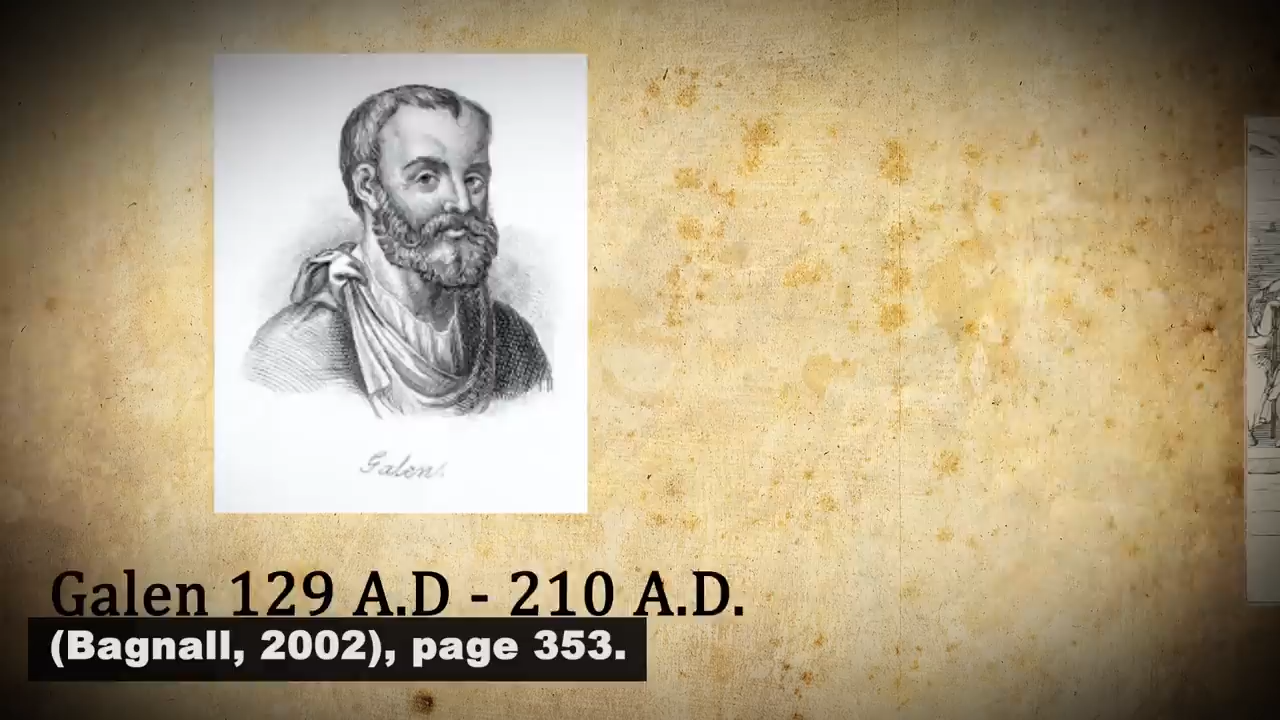 Galen
Galen 129 A.D - 210 A.D.
(Bagnall, 2002), page 353.